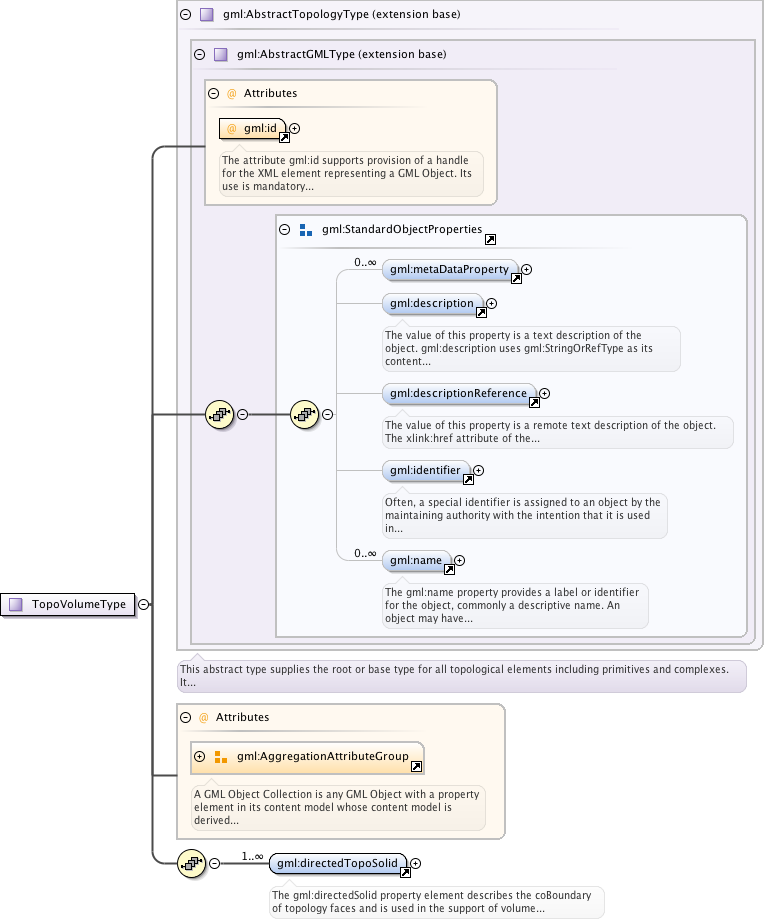 gml:AbstractTopologyType (extension base)
gml:AbstractGMLType (extension base)
@ Attributes
@ gml:id
The attribute gml:id supports provision of a handle
for the XML element representing a GML Object. Its
use is mandatory...
gml:StandardObjectProperties
0..∞
gml:metaDataProperty
gml:description
The value of this property is a text description of the
object. gml:description uses gml:StringOrRefType as its
content...
gml:descriptionReference
The value of this property is a remote text description of the object.
The xlink:href attribute of the...
gml:identifier
Often, a special identifier is assigned to an object by the
maintaining authority with the intention that it is used
in...
0..∞
gml:name
The gml:name property provides a label or identifier
for the object, commonly a descriptive name. An
object may have...
TopoVolumeType
This abstract type supplies the root or base type for all topological elements including primitives and complexes.
It...
@ Attributes
gml:AggregationAttributeGroup
A GML Object Collection is any GML Object with a property
element in its content model whose content model is
derived...
1..∞
gml:directedTopoSolid
The gml:directedSolid property element describes the coBoundary
of topology faces and is used in the support of volume...